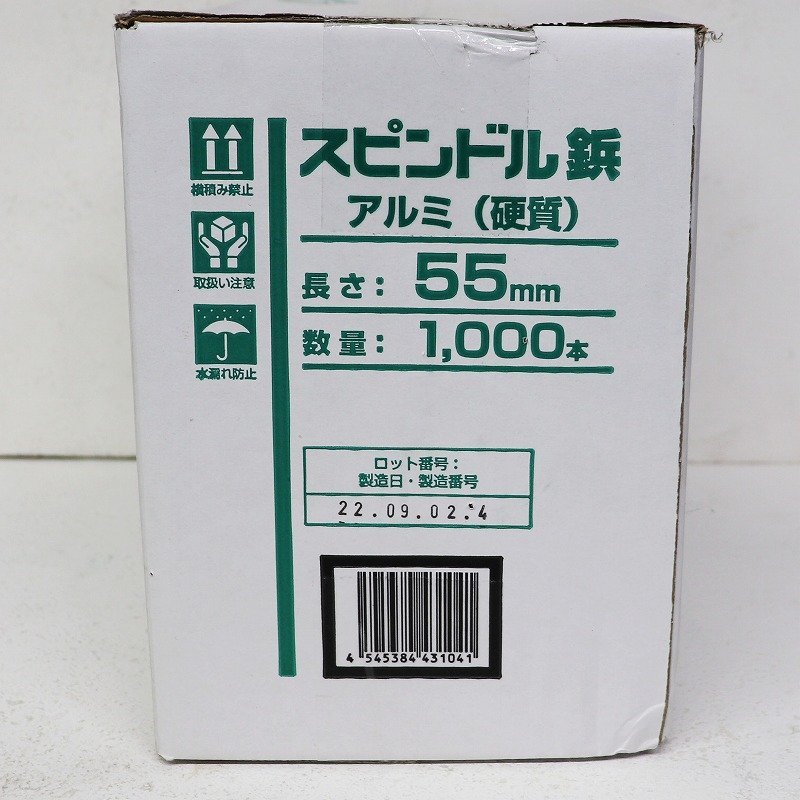 スピンドル鋲
アルミ（硬質）
長さ：55mm
数量：1,000本
横積み禁止
取扱い注意
水漏れ防止
ロット番号：
製造日・製造番号
22.09.02.4
4 545384 431041